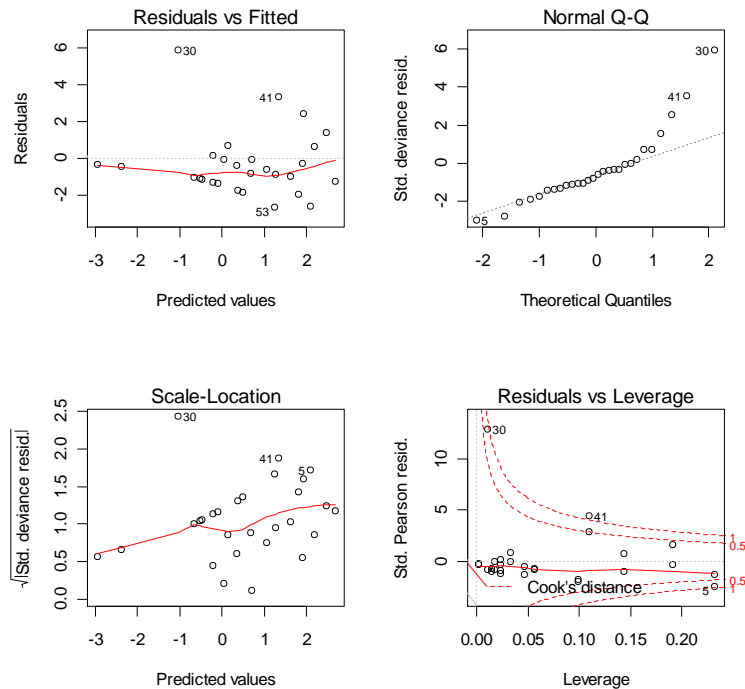 Residuals vs Fitted
Residuals
6
4
2
0
-2
30
41
53
-3 -2 -1 0 1 2
Predicted values
Normal Q-Q
Std. deviance resid.
6
4
2
0
-2
30
41
5
-2 -1 0 1 2
Theoretical Quantiles
Scale-Location
√|Std. deviance resid.|
2.5
2.0
1.5
1.0
0.5
0.0
30
41
5
-3 -2 -1 0 1 2
Predicted values
Residuals vs Leverage
Std. Pearson resid.
10
5
0
30
41
5
1
0.5
0.5
1
Cook's distance
0.00 0.05 0.10 0.15 0.20
Leverage